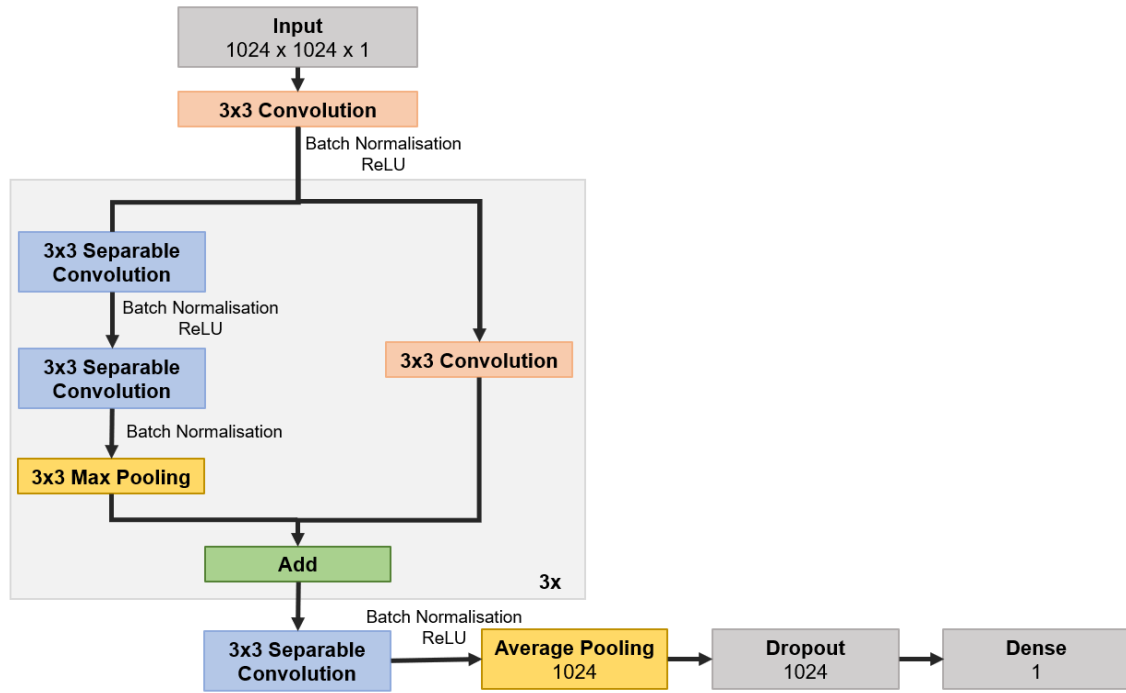 Input
1024 x 1024 x 1
3x3 Convolution
Batch Normalisation
ReLU
3x3 Separable
Convolution
Batch Normalisation
ReLU
3x3 Separable
Convolution
Batch Normalisation
3x3 Max Pooling
3x3 Convolution
Add
3x
3x3 Separable
Convolution
Batch Normalisation
ReLU
Average Pooling
1024
Dropout
1024
Dense
1